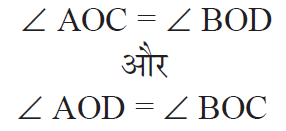 ∠ AOC = ∠ BOD
और
∠ AOD = ∠ BOC